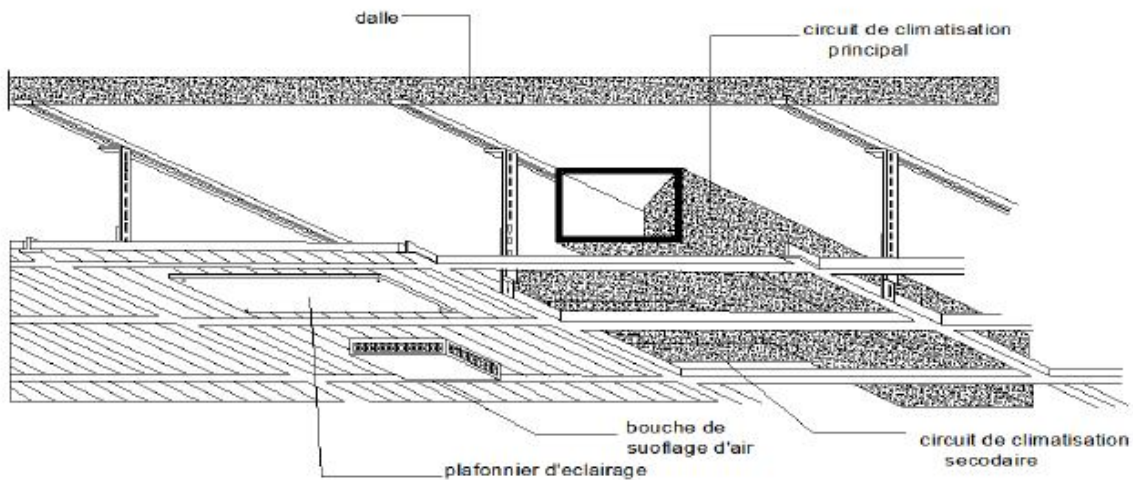 dalle
circuit de climatisation
principal
bouche de
suoflage d'air
circuit de climatisation
secodaire
plafonnier d'eclairage